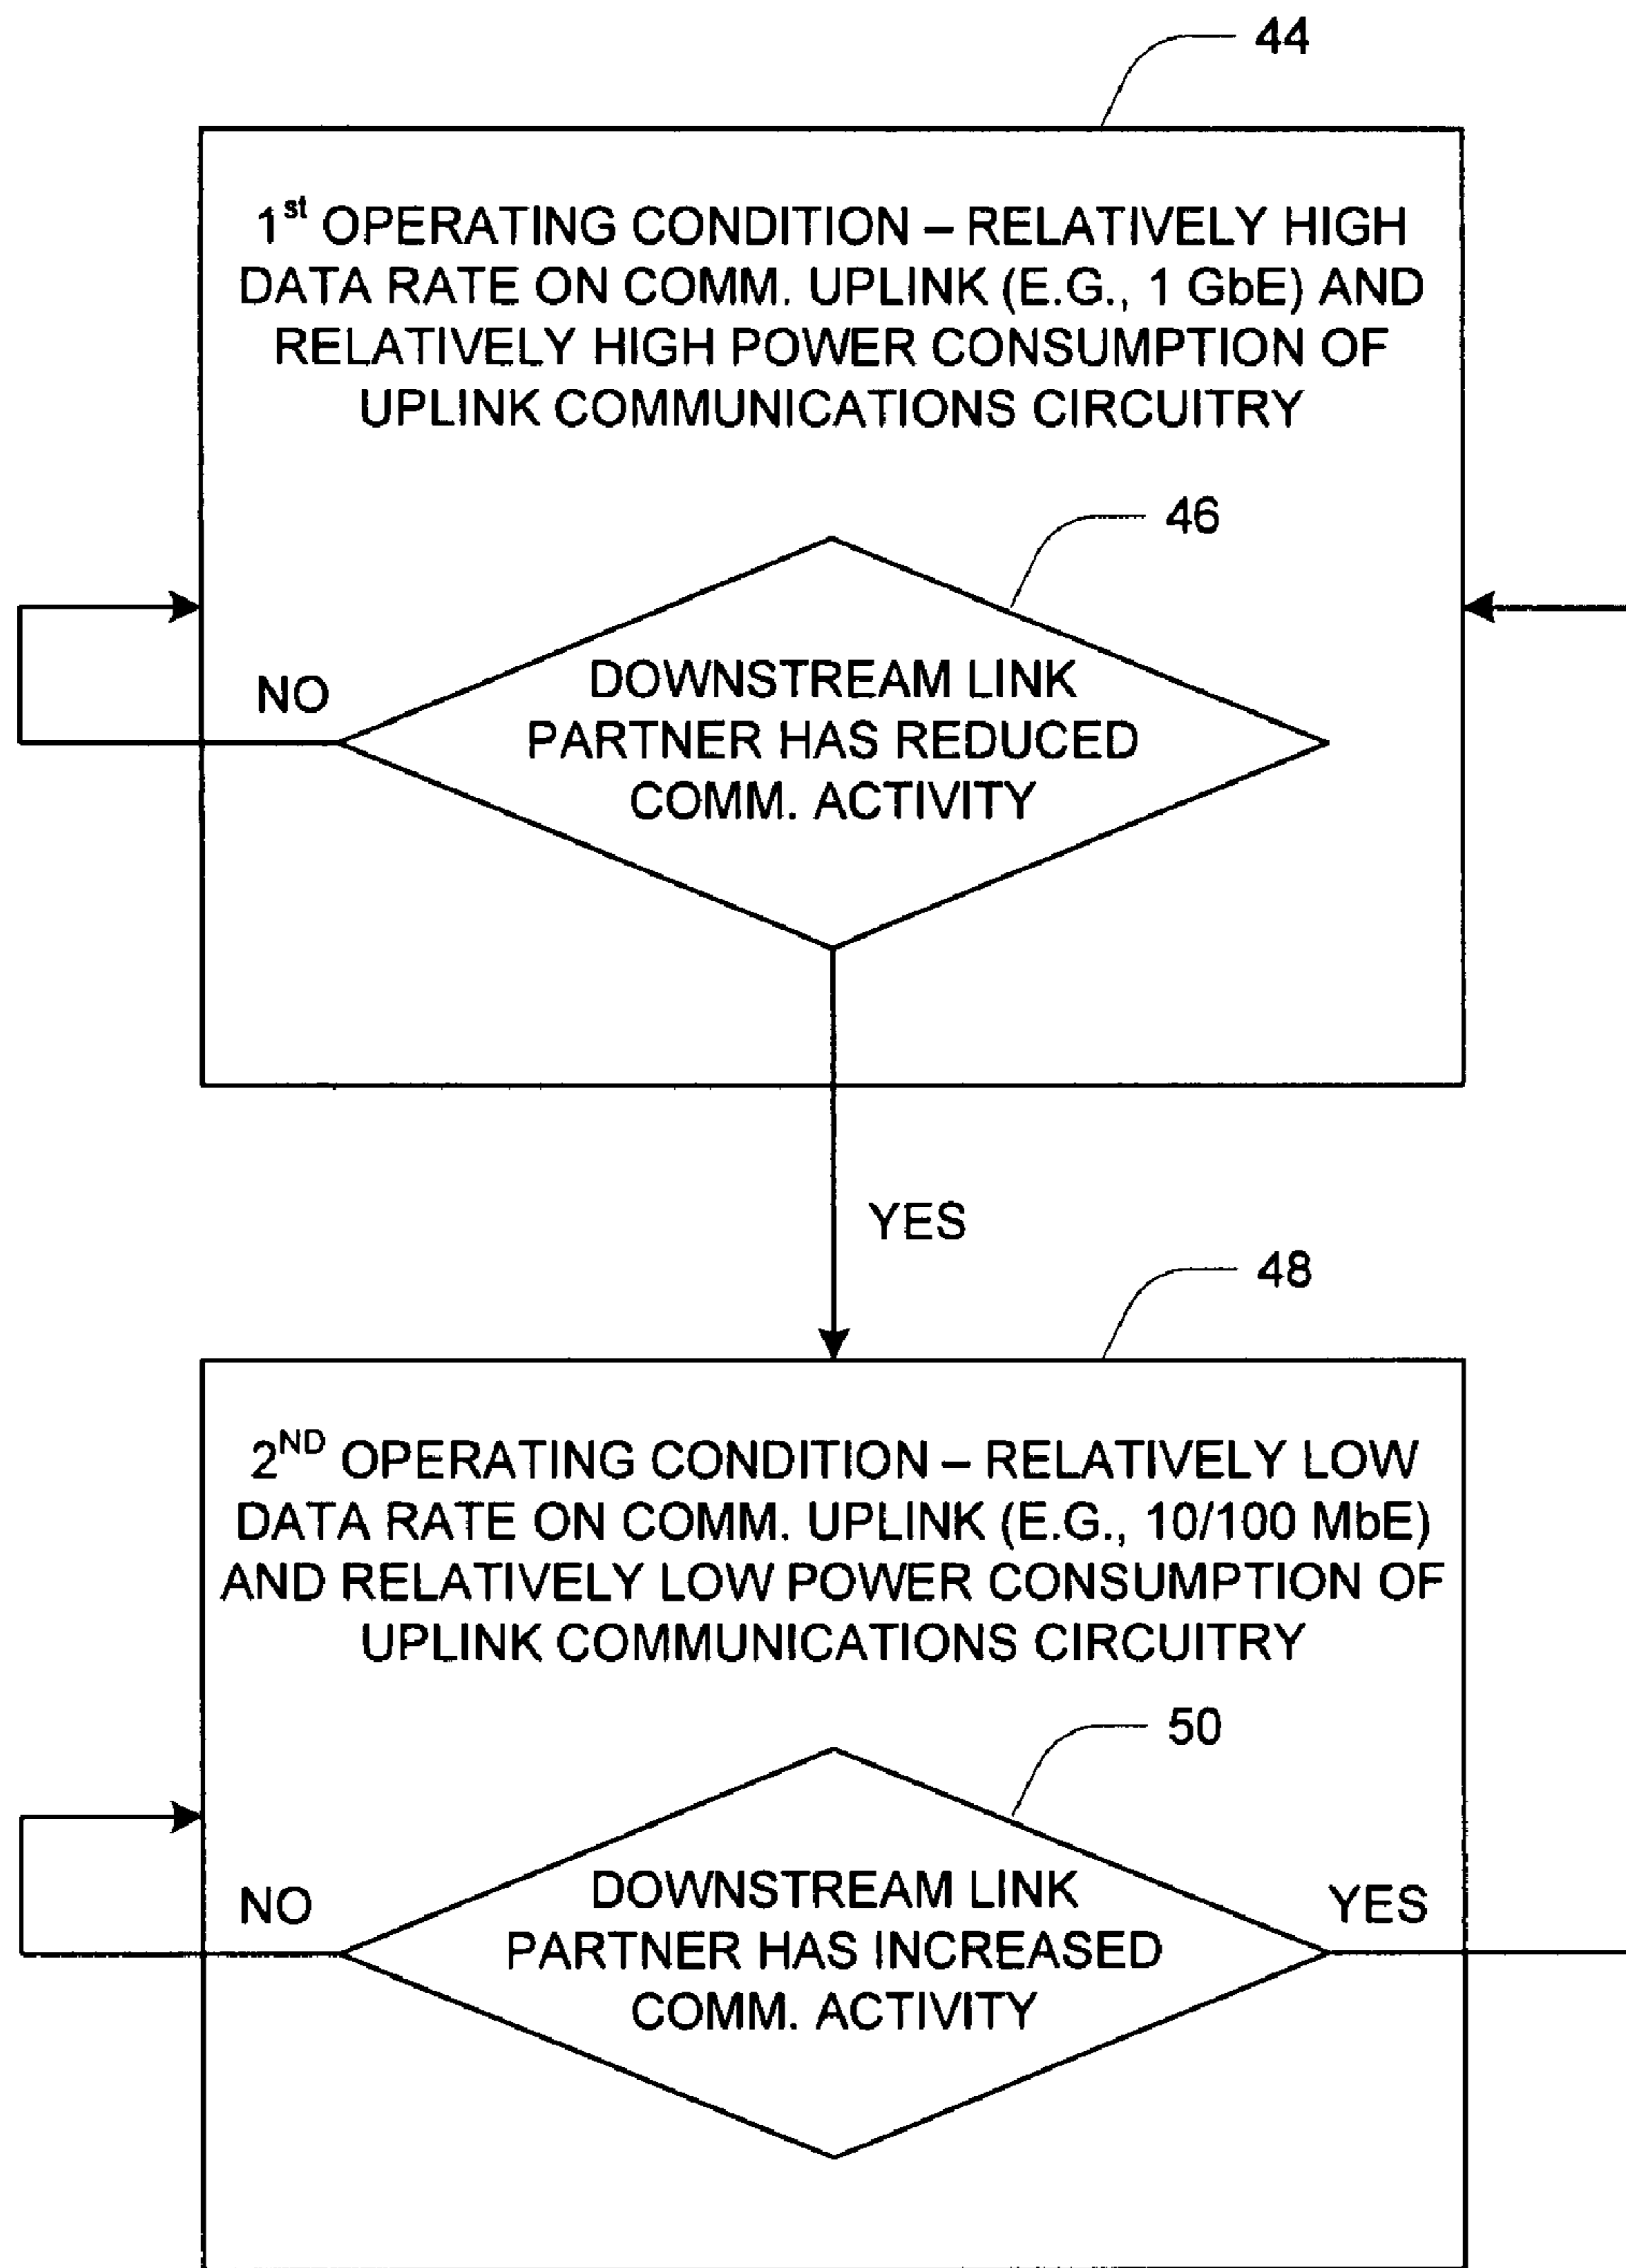 44
1st OPERATING CONDITION – RELATIVELY HIGH
DATA RATE ON COMM. UPLINK (E.G., 1 GbE) AND
RELATIVELY HIGH POWER CONSUMPTION OF
UPLINK COMMUNICATIONS CIRCUITRY
46
NO
DOWNSTREAM LINK
PARTNER HAS REDUCED
COMM. ACTIVITY
YES
48
2ND OPERATING CONDITION – RELATIVELY LOW
DATA RATE ON COMM. UPLINK (E.G., 10/100 MbE)
AND RELATIVELY LOW POWER CONSUMPTION OF
UPLINK COMMUNICATIONS CIRCUITRY
50
NO
DOWNSTREAM LINK
PARTNER HAS INCREASED
COMM. ACTIVITY
YES